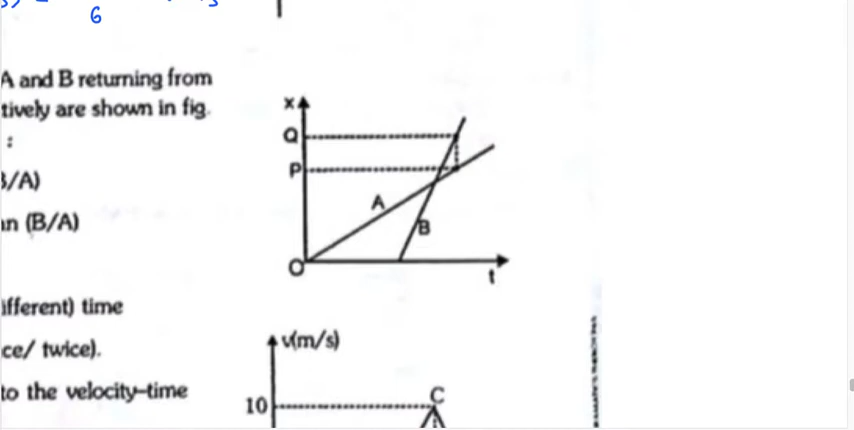 6
A and B returning from
tively are shown in fig.
:
/A)
an (B/A)
ifferent) time
ce/ twice).
to the velocity-time
x
Q
P
A
B
O
t
v(m/s)
10
C